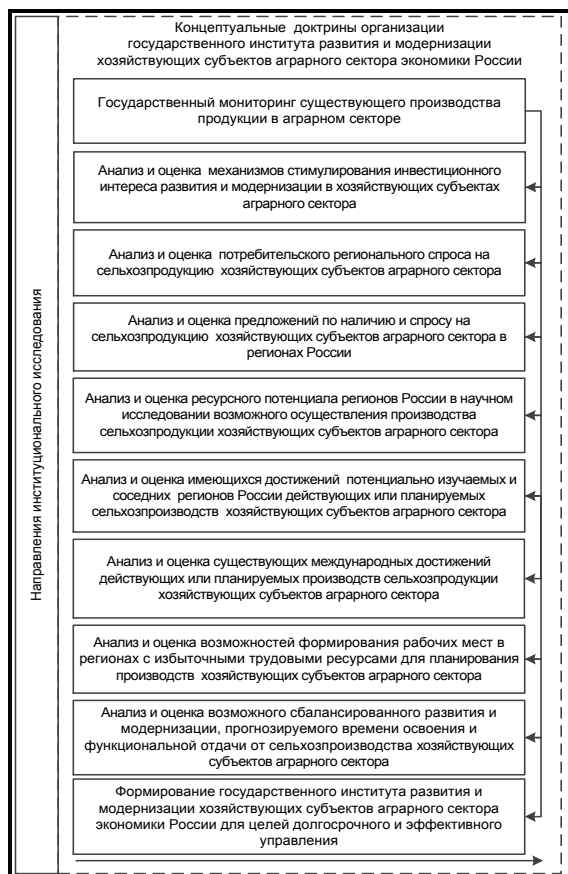 Концептуальные доктрины организации
государственного института развития и модернизации
хозяйствующих субъектов аграрного сектора экономики России
Направления институционального исследования
Государственный мониторинг существующего производства
продукции в аграрном секторе
Анализ и оценка механизмов стимулирования инвестиционного
интереса развития и модернизации в хозяйствующих субъектах
аграрного сектора
Анализ и оценка потребительского регионального спроса на
сельхозпродукцию хозяйствующих субъектов аграрного сектора
Анализ и оценка предложений по наличию и спросу на
сельхозпродукцию хозяйствующих субъектов аграрного сектора в
регионах России
Анализ и оценка ресурсного потенциала регионов России в научном
исследовании возможного осуществления производства
сельхозпродукции хозяйствующих субъектов аграрного сектора
Анализ и оценка имеющихся достижений потенциально изучаемых и
соседних регионов России действующих или планируемых
сельхозпроизводств хозяйствующих субъектов аграрного сектора
Анализ и оценка существующих международных достижений
действующих или планируемых производств сельхозпродукции
хозяйствующих субъектов аграрного сектора
Анализ и оценка возможностей формирования рабочих мест в
регионах с избыточными трудовыми ресурсами для планирования
производств хозяйствующих субъектов аграрного сектора
Анализ и оценка возможного сбалансированного развития и
модернизации, прогнозируемого времени освоения и
функциональной отдачи от сельхозпроизводства хозяйствующих
субъектов аграрного сектора
Формирование государственного института развития и
модернизации хозяйствующих субъектов аграрного сектора
экономики России для целей долгосрочного и эффективного
управления